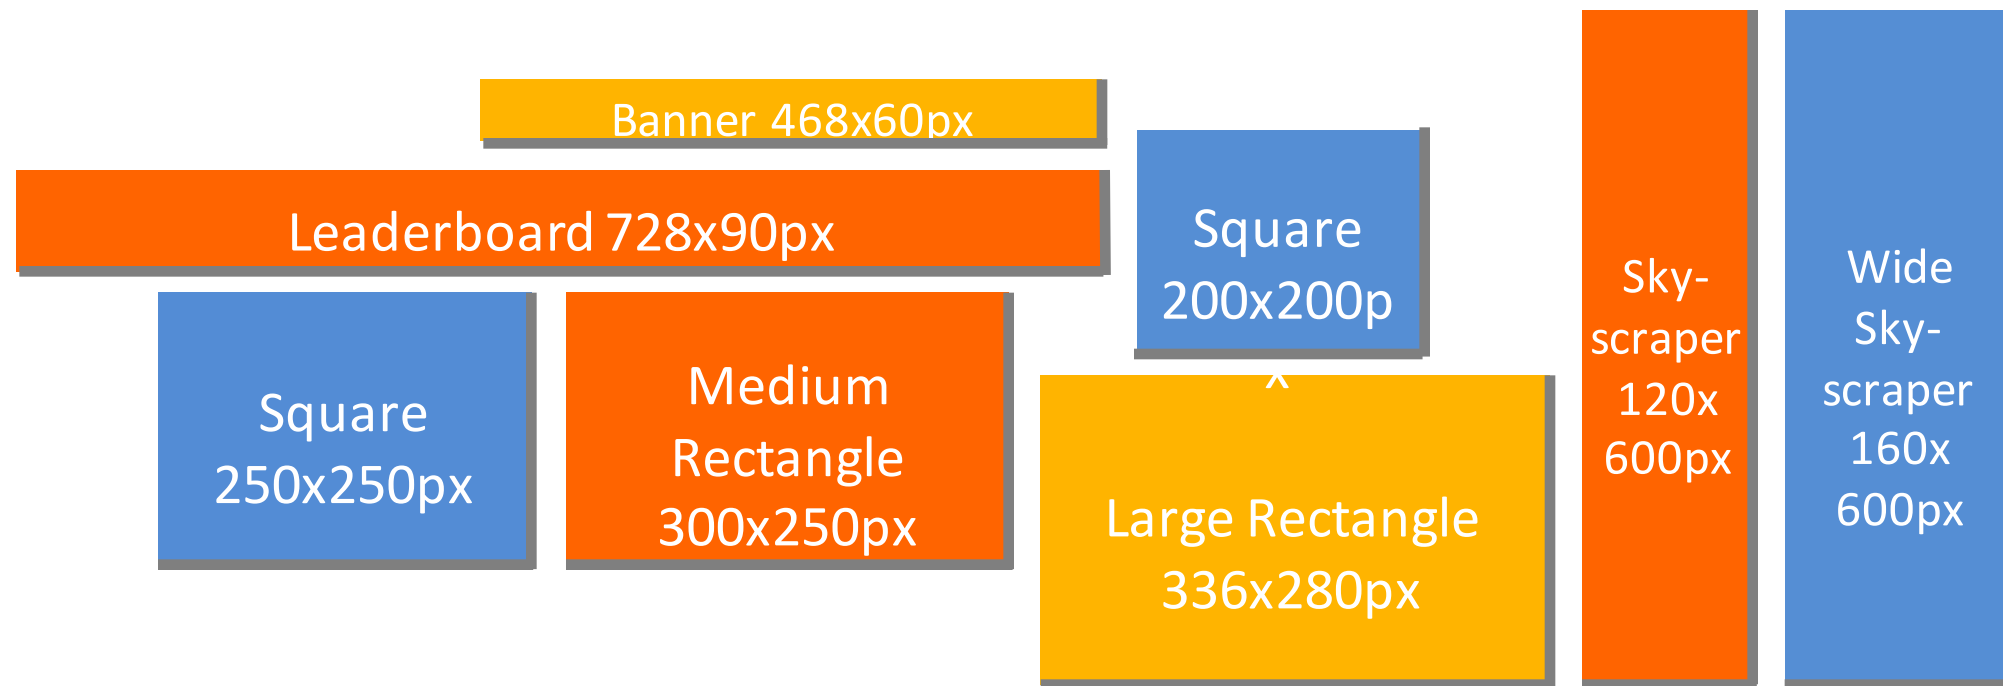 Banner 468x60px
Leaderboard 728x90px
Square
250x250px
Medium
Rectangle
300x250px
Square
200x200p
x
Large Rectangle
336x280px
Sky-
scraper
120x
600px
Wide
Sky-
scraper
160x
600px